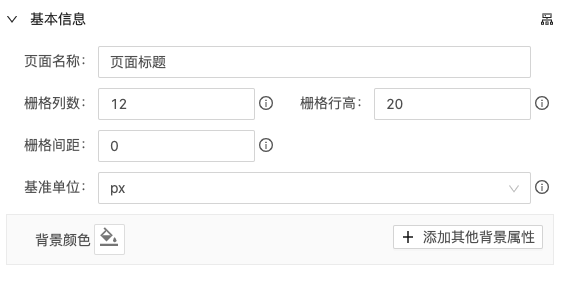 基本信息
页面名称： 页面标题
栅格列数： 12 栅格行高： 20
栅格间距： 0
基准单位： px
背景颜色 添加其他背景属性